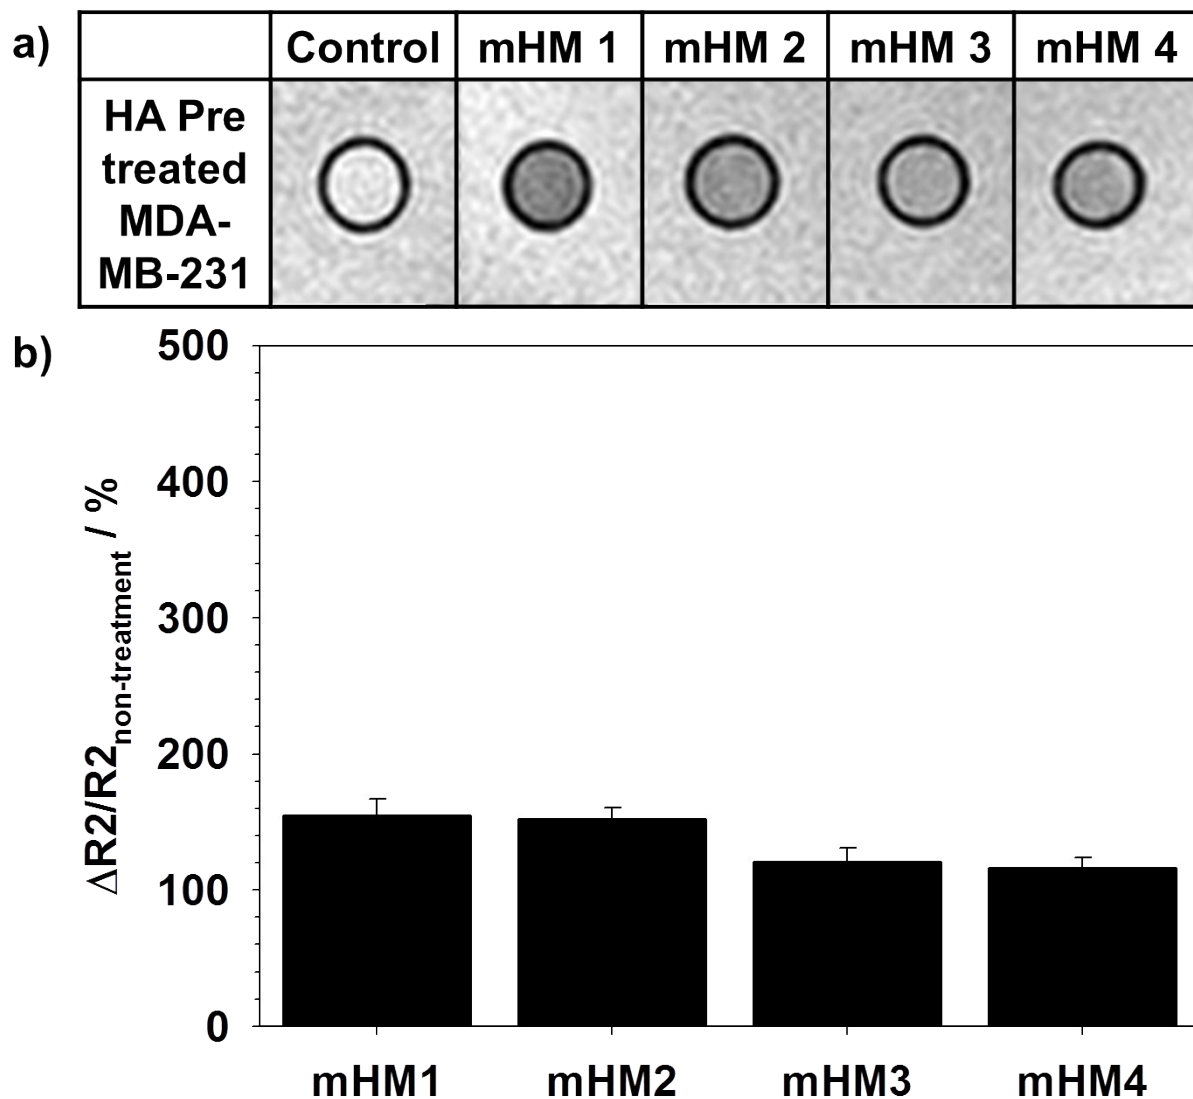 a)
Control mHM 1 mHM 2 mHM 3 mHM 4
HA Pre
treated
MDA-
MB-231
b)
ΔR2/R2non-treatment / %
500
400
300
200
100
0
mHM1 mHM2 mHM3 mHM4